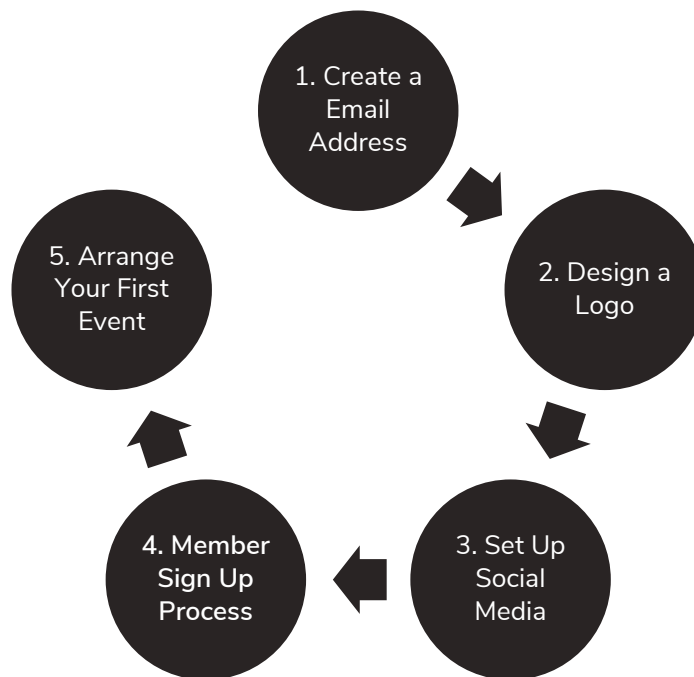 1. Create a
Email
Address
2. Design a
Logo
3. Set Up
Social
Media
4. Member
Sign Up
Process
5. Arrange
Your First
Event